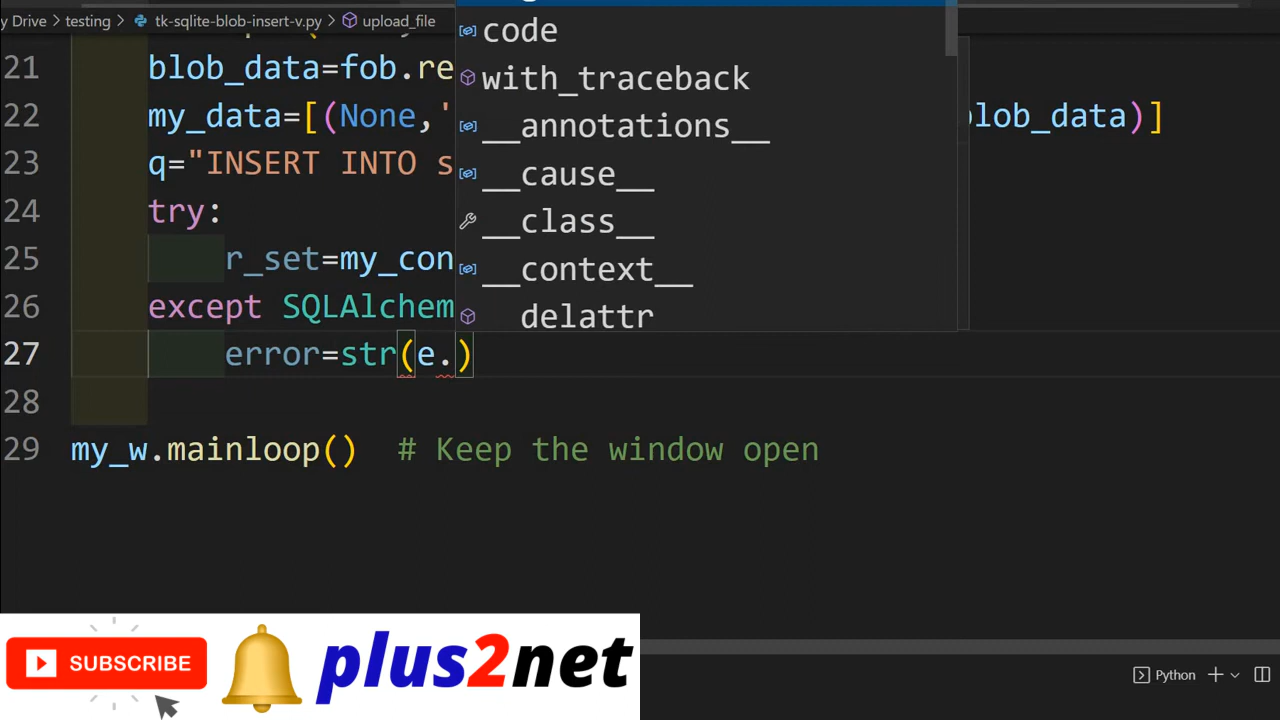 y Drive > testing > tk-sqlite-blob-insert-v.py > upload_file
code
with_traceback
__annotations__
__cause__
__class__
__context__
__delattr__
21 blob_data=fob.re
22 my_data=[(None,' lob_data)]
23 q="INSERT INTO s
24 try:
25 r_set=my_con
26 except SQLAlchem
27 error=str(e.)
28
29 my_w.mainloop() # Keep the window open
SUBSCRIBE
plus2net
Python